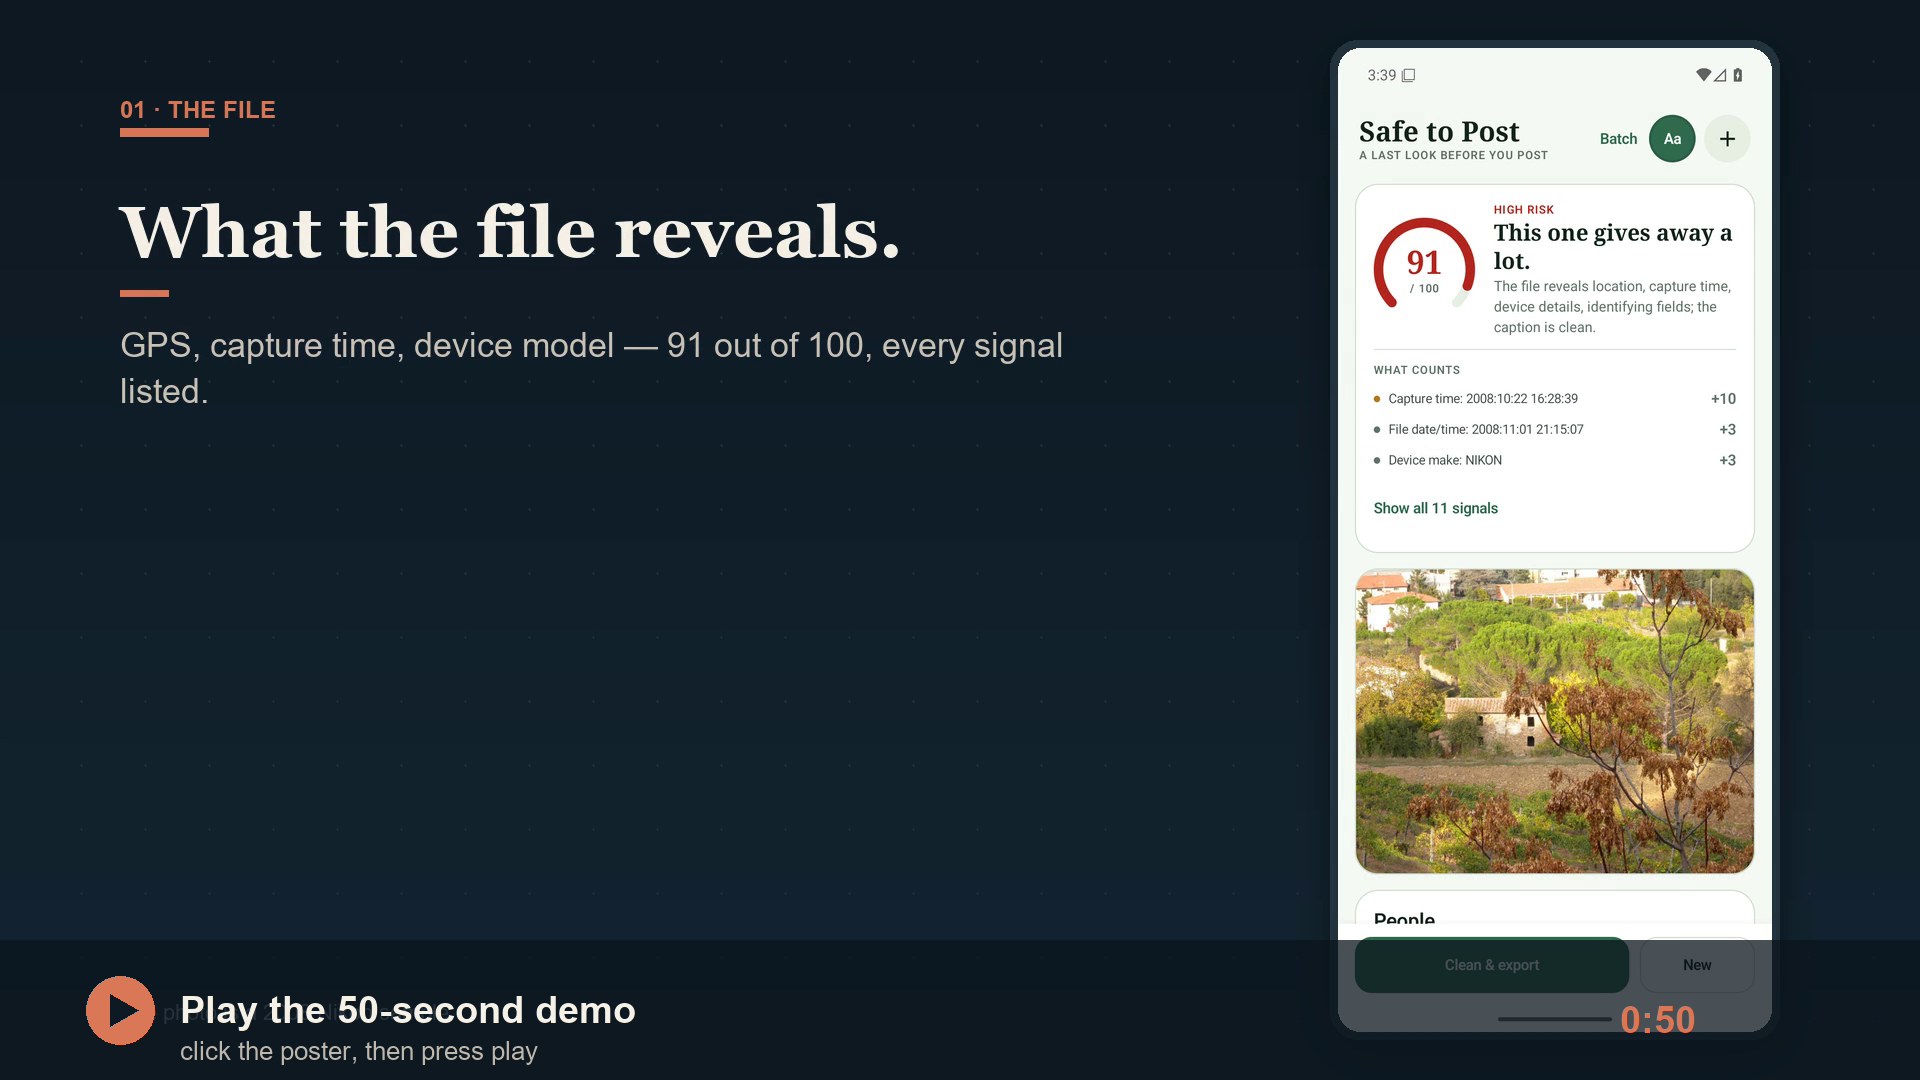 01 · THE FILE
What the file reveals.
GPS, capture time, device model — 91 out of 100, every signal
listed.
3:39
Safe to Post
A LAST LOOK BEFORE YOU POST
Batch
Aa
+
HIGH RISK
This one gives away a
lot.
91
/ 100
The file reveals location, capture time,
device details, identifying fields; the
caption is clean.
WHAT COUNTS
Capture time: 2008:10:22 16:28:39 +10
File date/time: 2008:11:01 21:15:07 +3
Device make: NIKON +3
Show all 11 signals
People
Clean & export
New
Play the 50-second demo
click the poster, then press play
0:50